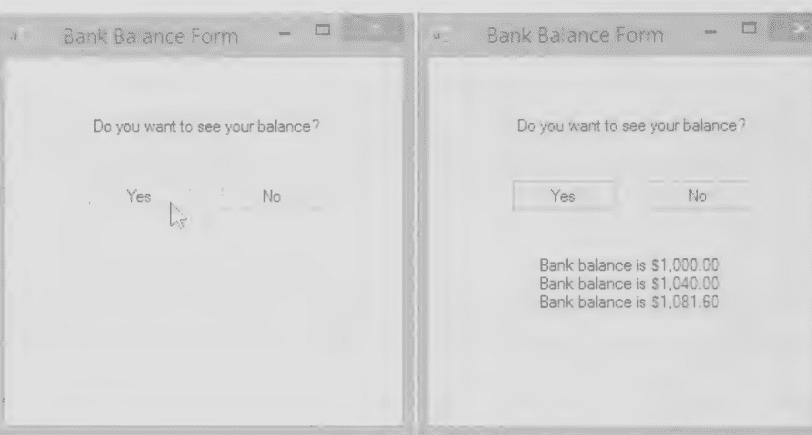 Bank Balance Form
Do you want to see your balance?
Yes No
Bank Balance Form
Do you want to see your balance?
Yes No
Bank balance is $1,000.00
Bank balance is $1,040.00
Bank balance is $1,081.60